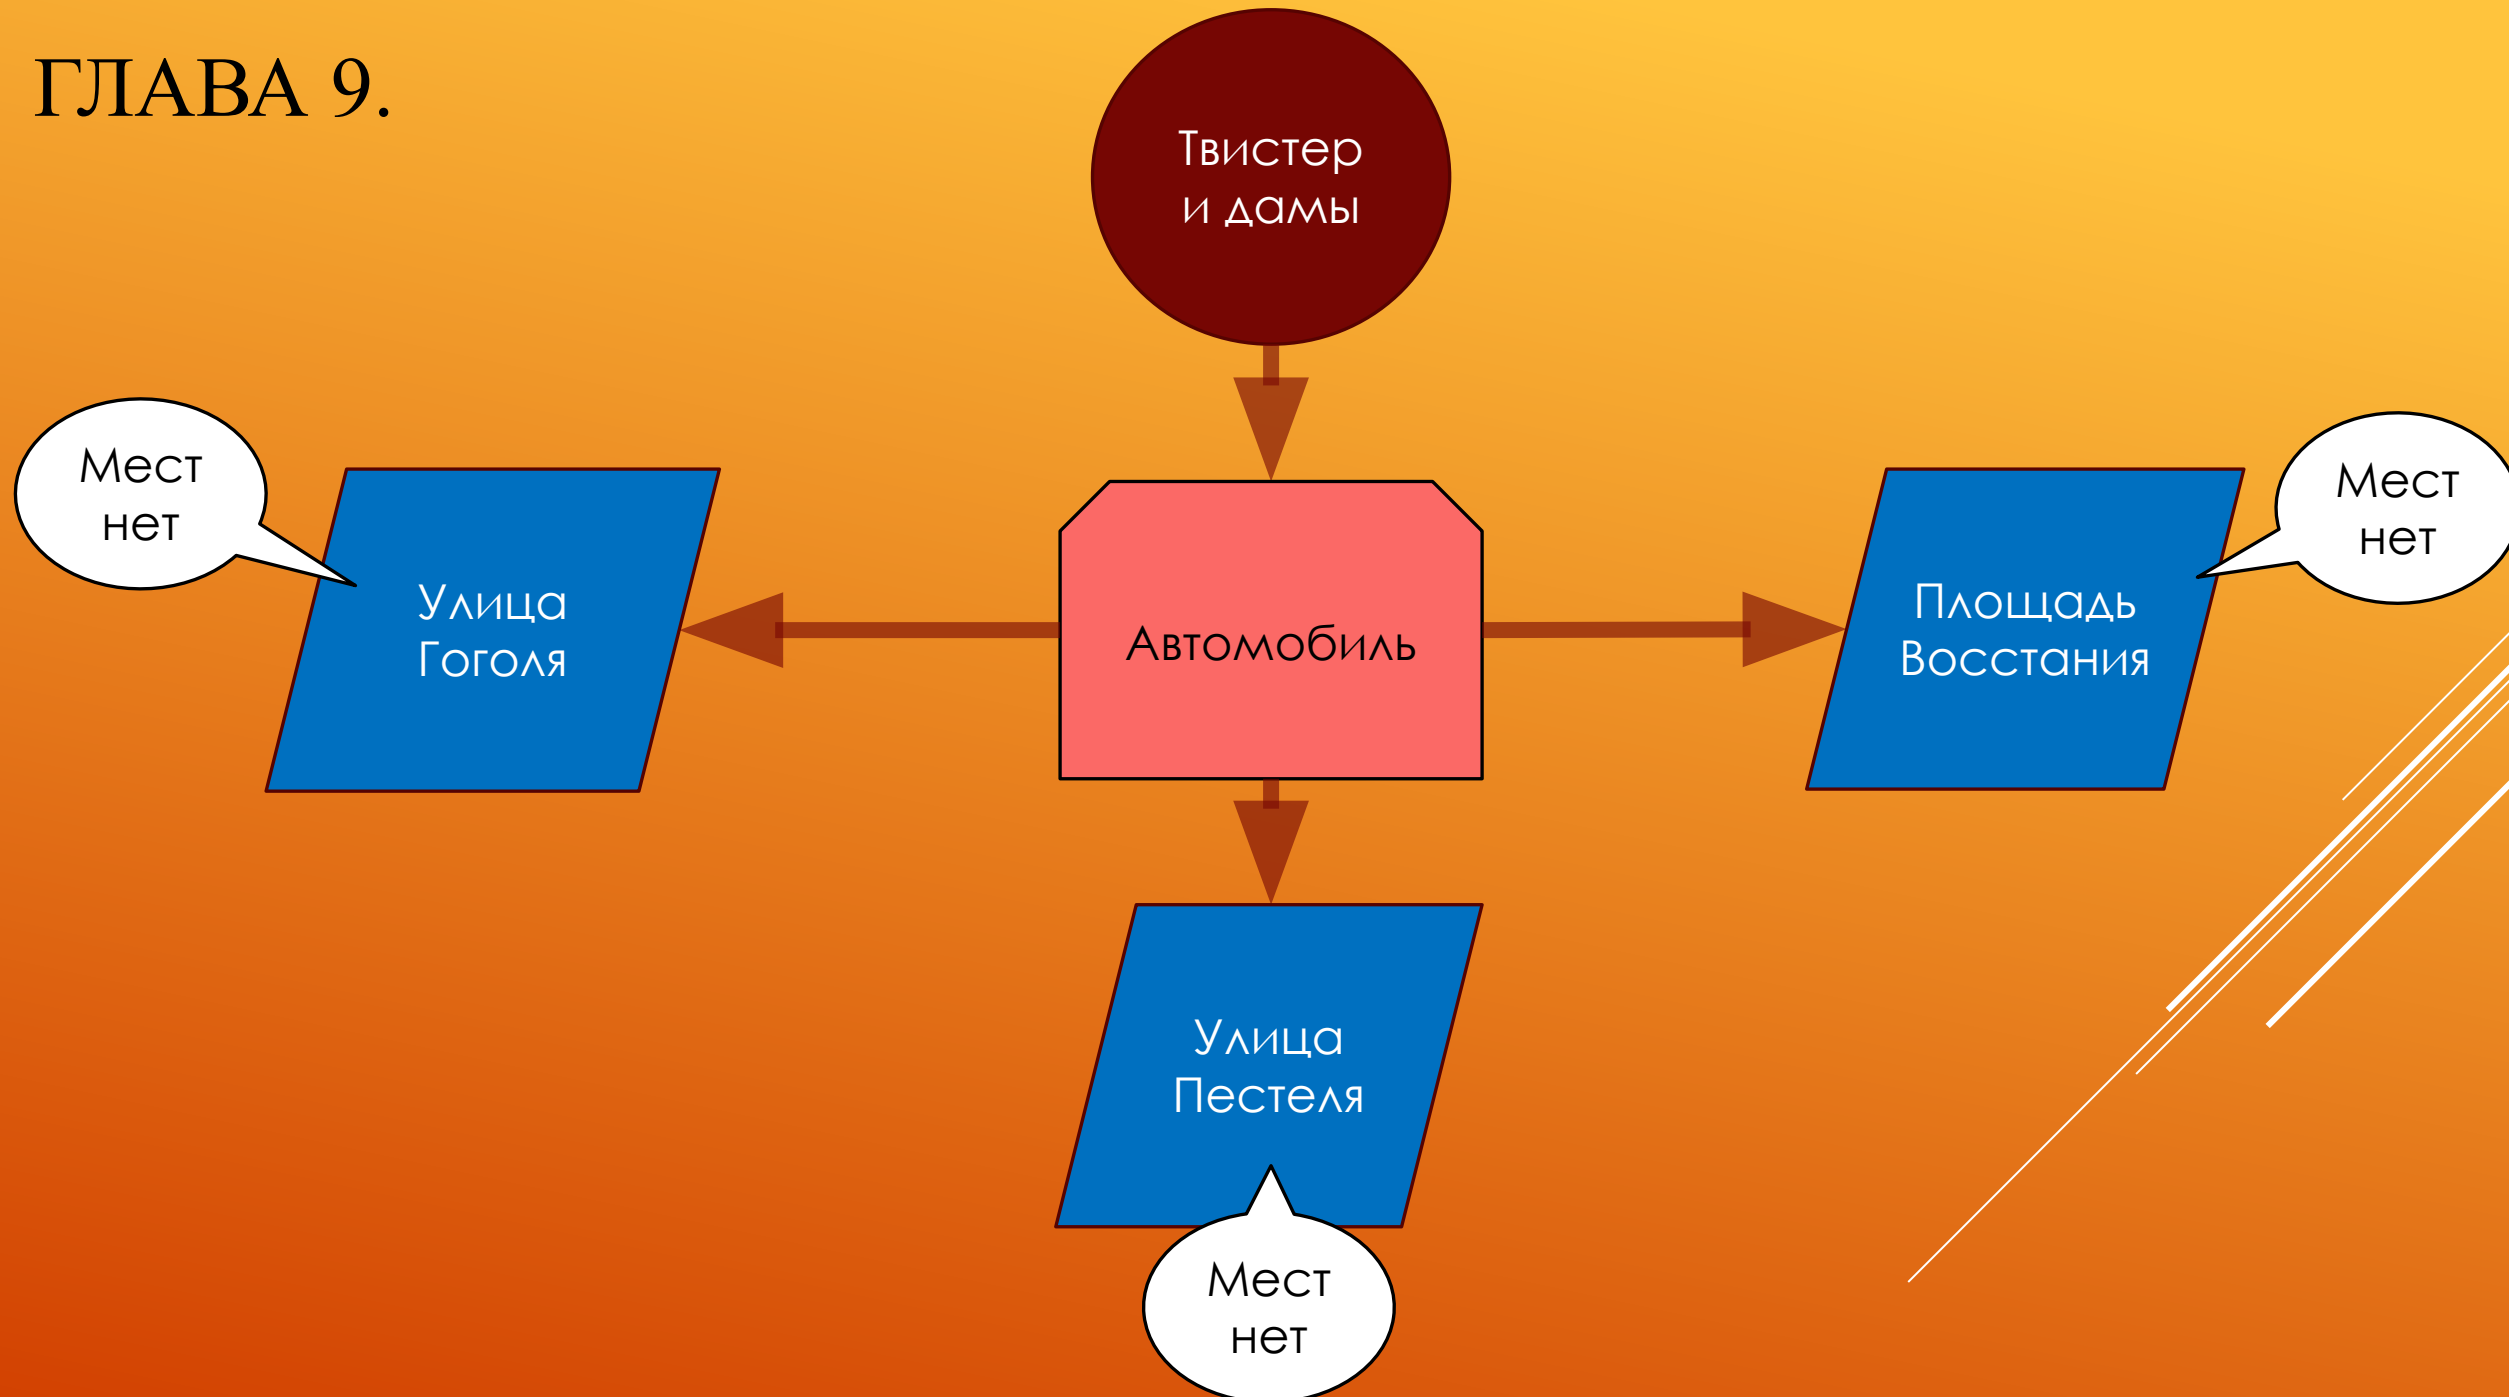 ГЛАВА 9.
Твистер
и дамы
Мест
нет
Улица
Гоголя
Автомобиль
Площадь
Восстания
Мест
нет
Улица
Пестеля
Мест
нет